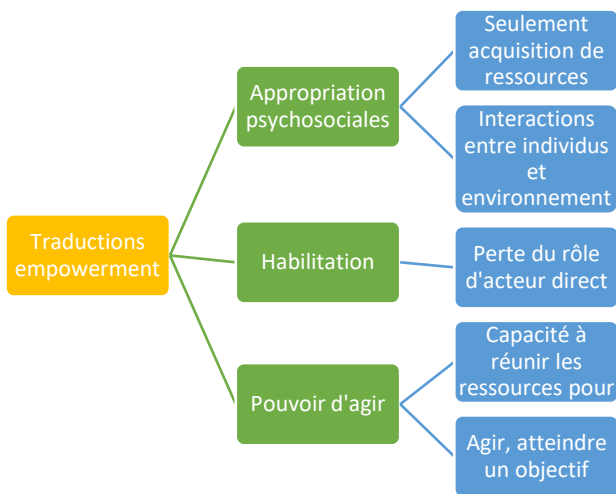 Traductions
empowerment
Appropriation
psychosociales
Seulement
acquisition de
ressources
Interactions
entre individus
et
environnement
Habilitation
Perte du rôle
d'acteur direct
Pouvoir d'agir
Capacité à
réunir les
ressources pour
Agir, atteindre
un objectif